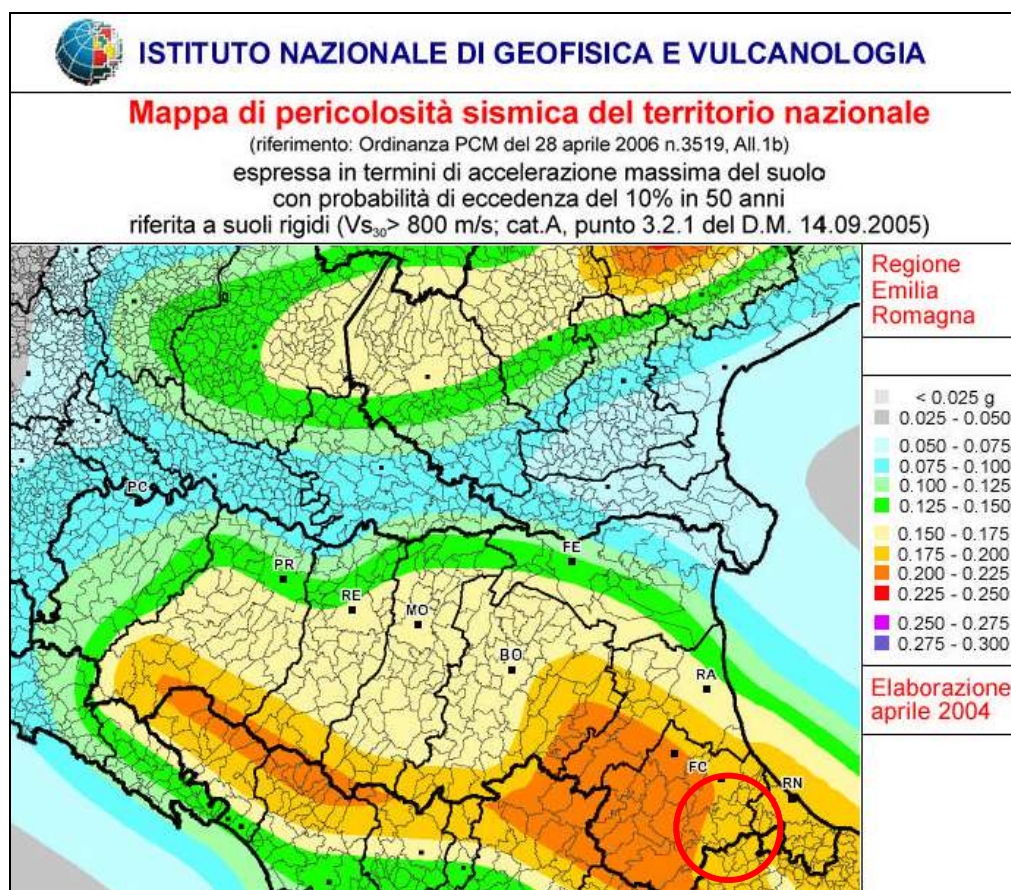 ISTITUTO NAZIONALE DI GEOFISICA E VULCANOLOGIA
Mappa di pericolosità sismica del territorio nazionale
(riferimento: Ordinanza PCM del 28 aprile 2006 n.3519, All.1b)
espressa in termini di accelerazione massima del suolo
con probabilità di eccedenza del 10% in 50 anni
riferita a suoli rigidi (Vs30> 800 m/s; cat.A, punto 3.2.1 del D.M. 14.09.2005)
Regione
Emilia
Romagna
< 0.025 g
0.025 - 0.050
0.050 - 0.075
0.075 - 0.100
0.100 - 0.125
0.125 - 0.150
0.150 - 0.175
0.175 - 0.200
0.200 - 0.225
0.225 - 0.250
0.250 - 0.275
0.275 - 0.300
Elaborazione
aprile 2004
PC
PR
FE
RE
MO
BO
RA
FC
RN